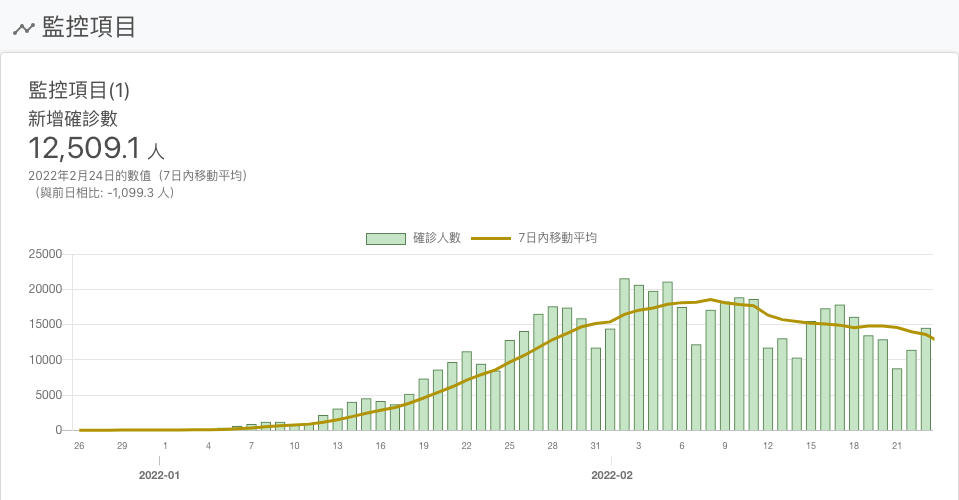 監控項目
監控項目(1)
新增確診數
12,509.1 人
2022年2月24日的數值（7日內移動平均）
（與前日相比: -1,099.3 人）
確診人數 7日內移動平均
25000
20000
15000
10000
5000
0
26 29 1 4 7 10 13 16 19 22 25 28 31 3 6 9 12 15 18 21
2022-01 2022-02